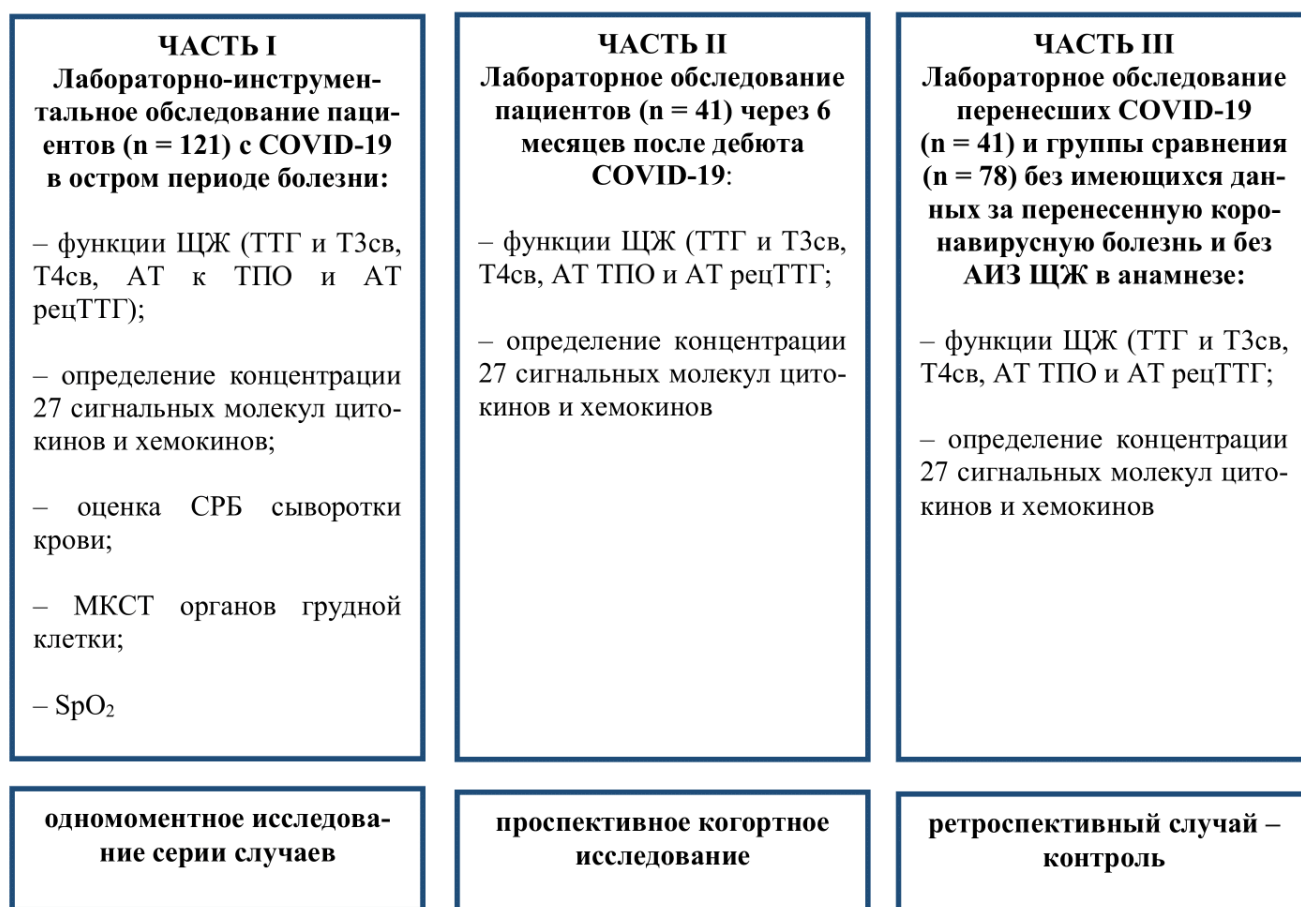 ЧАСТЬ I
Лабораторно-инструмен-
тальное обследование паци-
ентов (n = 121) с COVID-19
в остром периоде болезни:
– функции ЩЖ (ТТГ и Т3св,
Т4св, АТ к ТПО и АТ
рецТТГ);
– определение концентрации
27 сигнальных молекул цито-
кинов и хемокинов;
– оценка СРБ сыворотки
крови;
– МКСТ органов грудной
клетки;
– SpO₂
одномоментное исследова-
ние серии случаев
ЧАСТЬ II
Лабораторное обследование
пациентов (n = 41) через 6
месяцев после дебюта
COVID-19:
– функции ЩЖ (ТТГ и Т3св,
Т4св, АТ ТПО и АТ рецТТГ;
– определение концентрации
27 сигнальных молекул цито-
кинов и хемокинов
проспективное когортное
исследование
ЧАСТЬ III
Лабораторное обследование
перенесших COVID-19
(n = 41) и группы сравнения
(n = 78) без имеющихся дан-
ных за перенесенную коро-
навирусную болезнь и без
АИЗ ЩЖ в анамнезе:
– функции ЩЖ (ТТГ и Т3св,
Т4св, АТ ТПО и АТ рецТТГ;
– определение концентрации
27 сигнальных молекул цито-
кинов и хемокинов
ретроспективный случай –
контроль